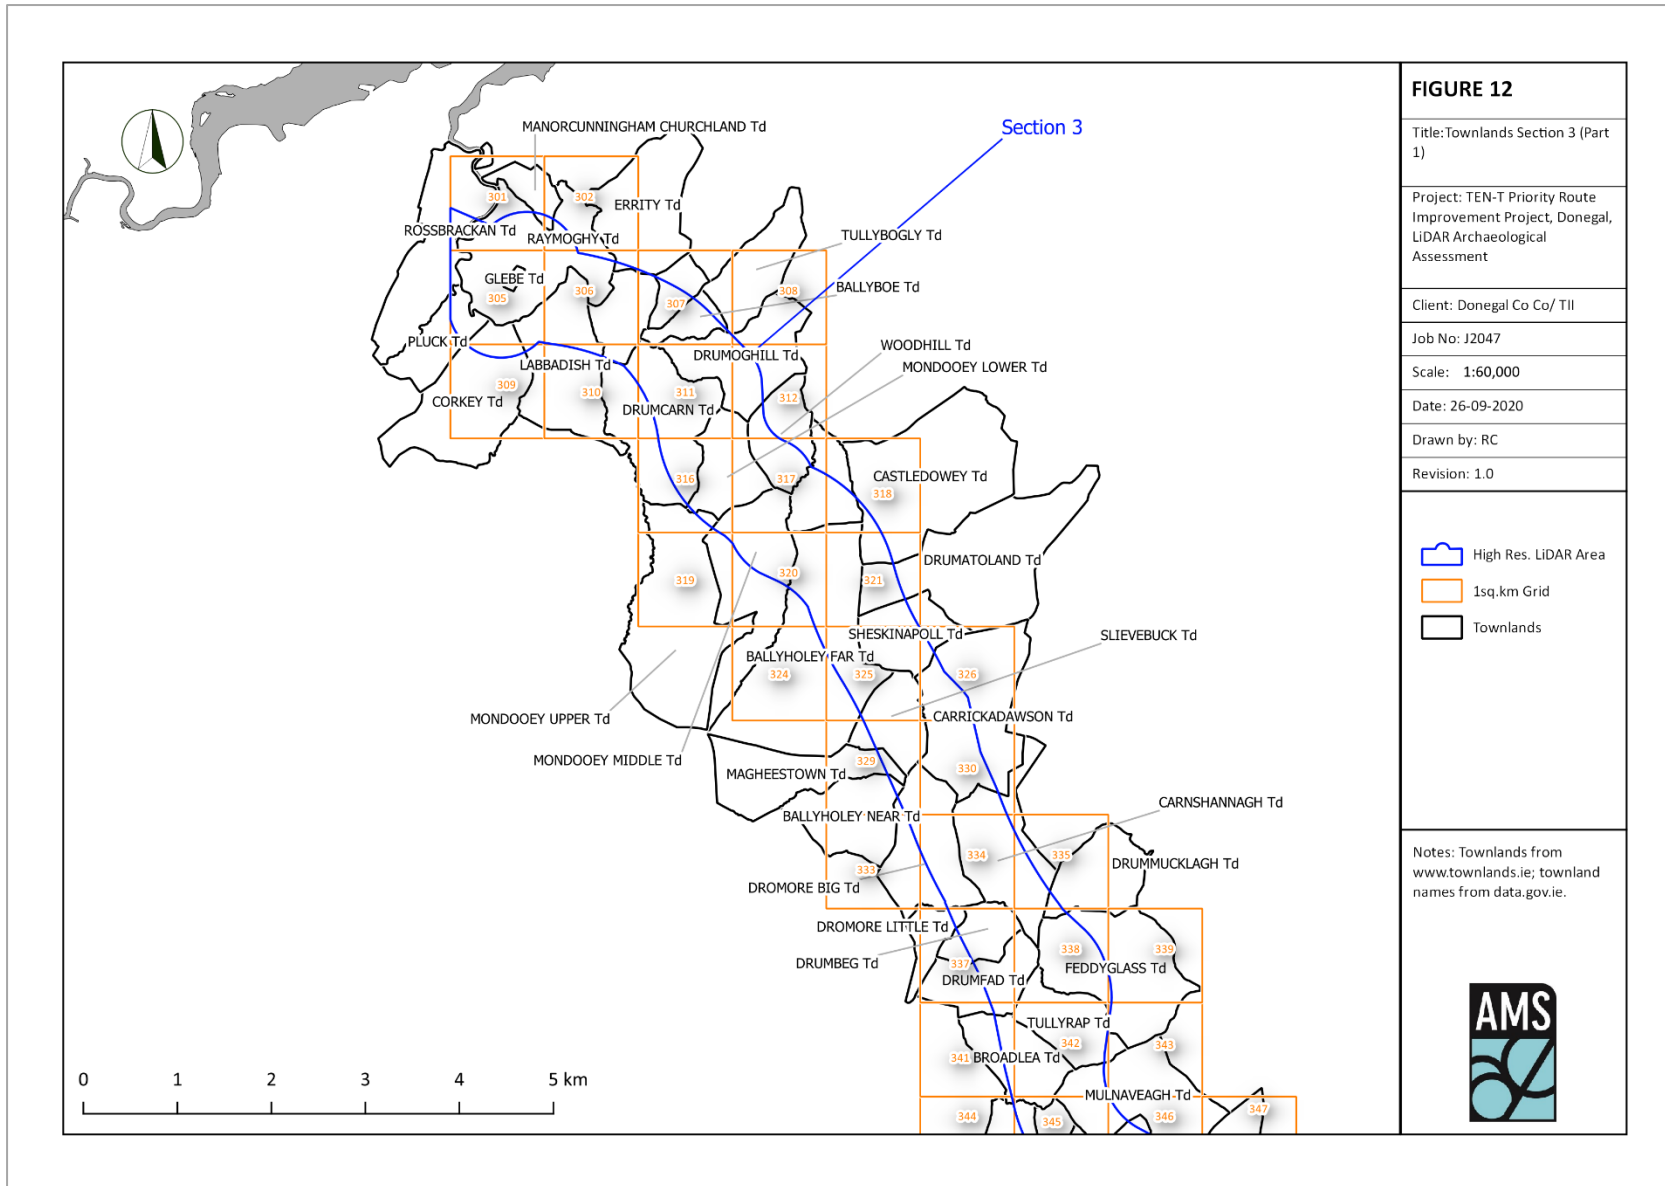 MANORCUNNINGHAM CHURCHLAND Td
Section 3
301
302
ERRITY Td
ROSSBRACKAN Td
RAYMOGHY Td
TULLYBOGLY Td
GLEBE Td
305
306
307
308
BALLYBOE Td
PLUCK Td
DRUMOGHILL Td
WOODHILL Td
LABBADISH Td
MONDOOEY LOWER Td
309
310
311
312
CORKEY Td
DRUMCARN Td
316
317
318
CASTLEDOWEY Td
319
320
321
DRUMATOLAND Td
SHESKINAPOLL Td
SLIEVEBUCK Td
BALLYHOLEY FAR Td
324
325
326
MONDOOEY UPPER Td
CARRICKADAWSON Td
MONDOOEY MIDDLE Td
329
330
MAGHEESTOWN Td
CARNSHANNAGH Td
BALLYHOLEY NEAR Td
333
334
335
DRUMMUCKLAGH Td
DROMORE BIG Td
DROMORE LITTLE Td
338
339
DRUMBEG Td
337
FEDDYGLASS Td
DRUMFAD Td
TULLYRAP Td
342
343
341
BROADLEA Td
MULNAVEAGH Td
344
345
346
347
0 1 2 3 4 5 km
FIGURE 12
Title:Townlands Section 3 (Part
1)
Project: TEN-T Priority Route
Improvement Project, Donegal,
LiDAR Archaeological
Assessment
Client: Donegal Co Co/ TII
Job No: J2047
Scale: 1:60,000
Date: 26-09-2020
Drawn by: RC
Revision: 1.0
High Res. LiDAR Area
1sq.km Grid
Townlands
Notes: Townlands from
www.townlands.ie; townland
names from data.gov.ie.
AMS